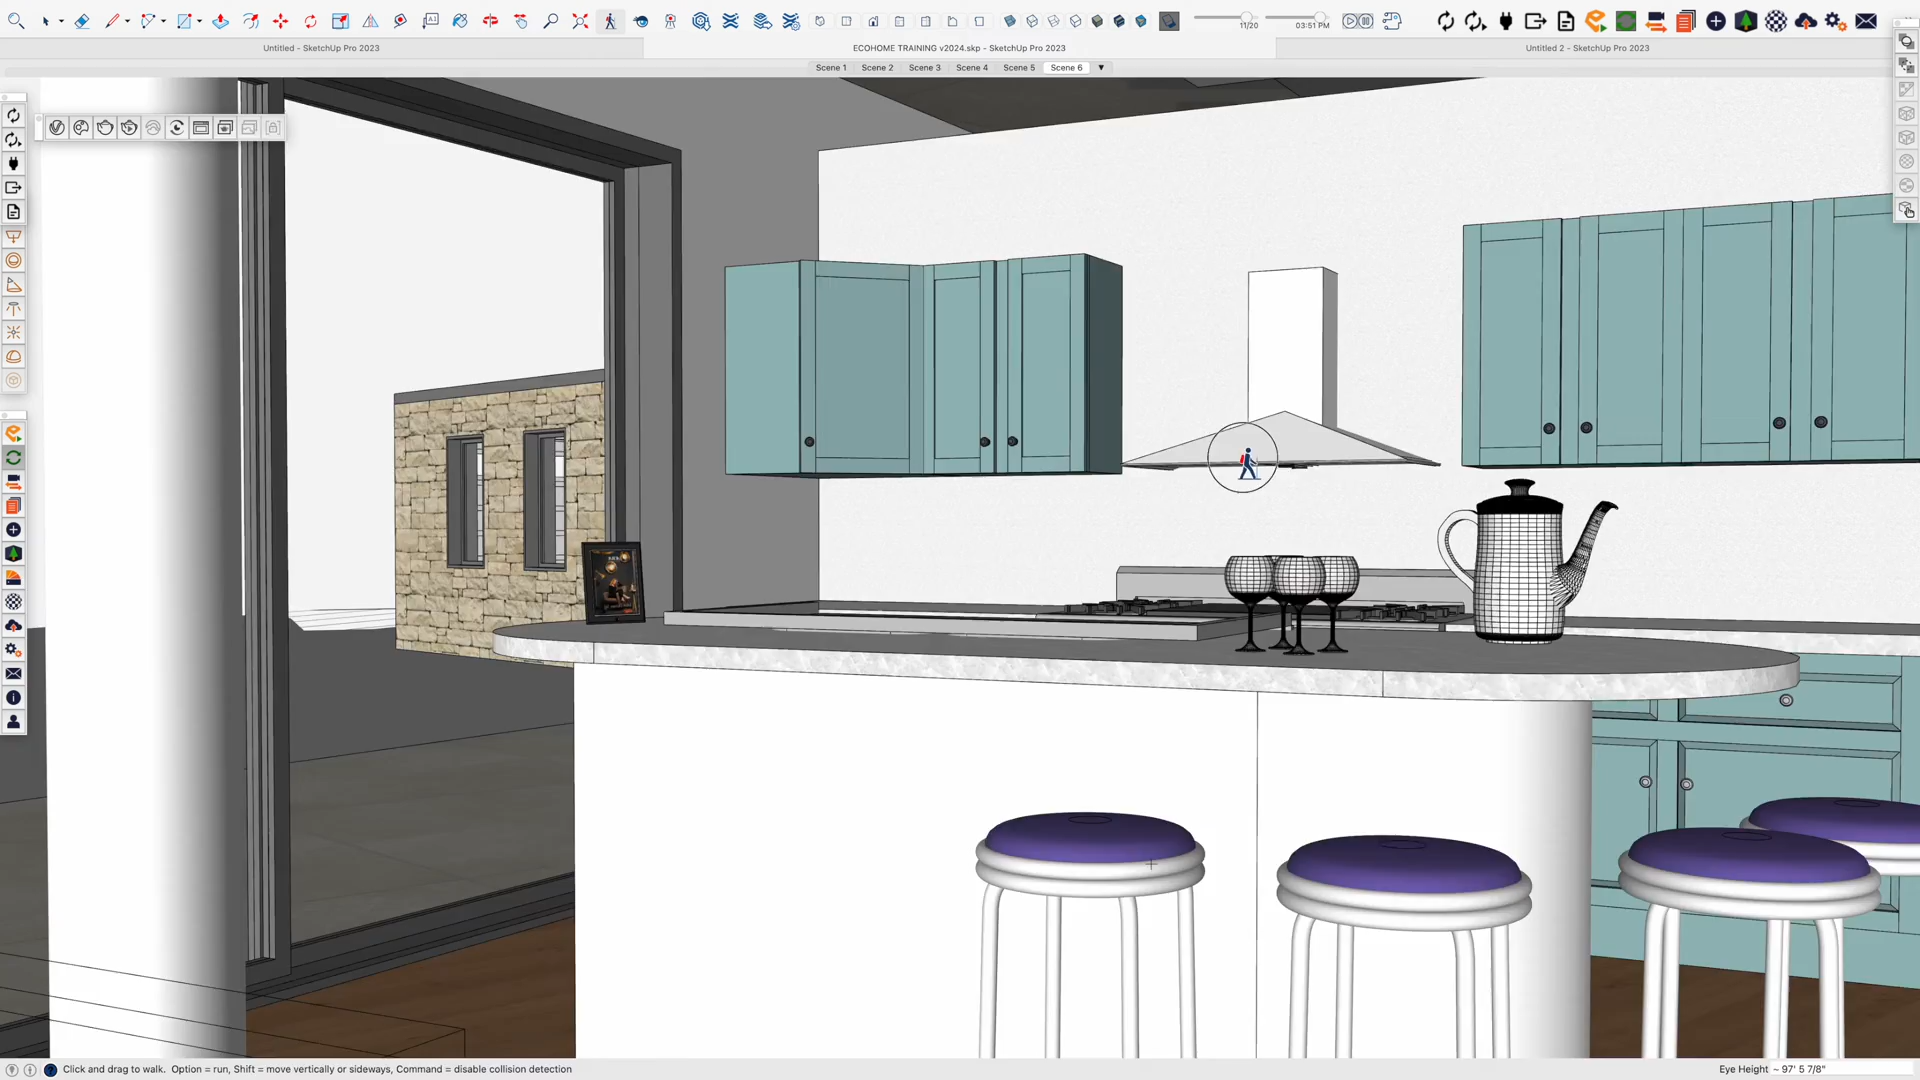 11/20
03:51 PM
Untitled - SketchUp Pro 2023
ECOHOME TRAINING v2024.skp - SketchUp Pro 2023
Untitled 2 - SketchUp Pro 2023
Scene 1
Scene 2
Scene 3
Scene 4
Scene 5
Scene 6
Click and drag to walk. Option = run, Shift = move vertically or sideways, Command = disable collision detection
Eye Height ~ 97' 5 7/8"